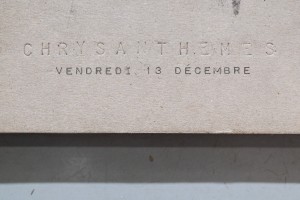 CHRYSANTHEMES
VENDREDI, 13 DÉCEMBRE